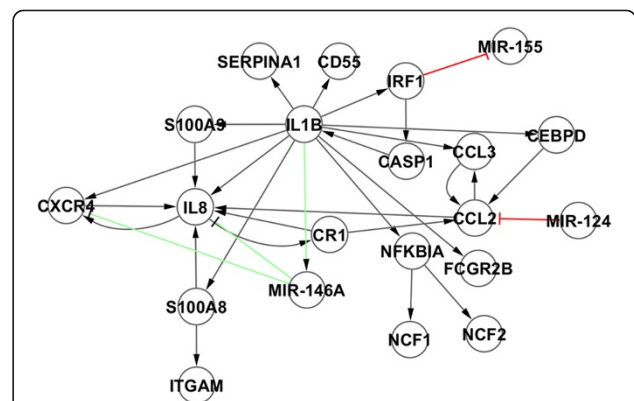 MIR-155
SERPINA1
CD55
IRF1
S100A9
IL1B
CEBPD
CASP1
CCL3
CXCR4
IL8
CCL2
MIR-124
CR1
NFKBIA
FCGR2B
MIR-146A
S100A8
NCF1
NCF2
ITGAM